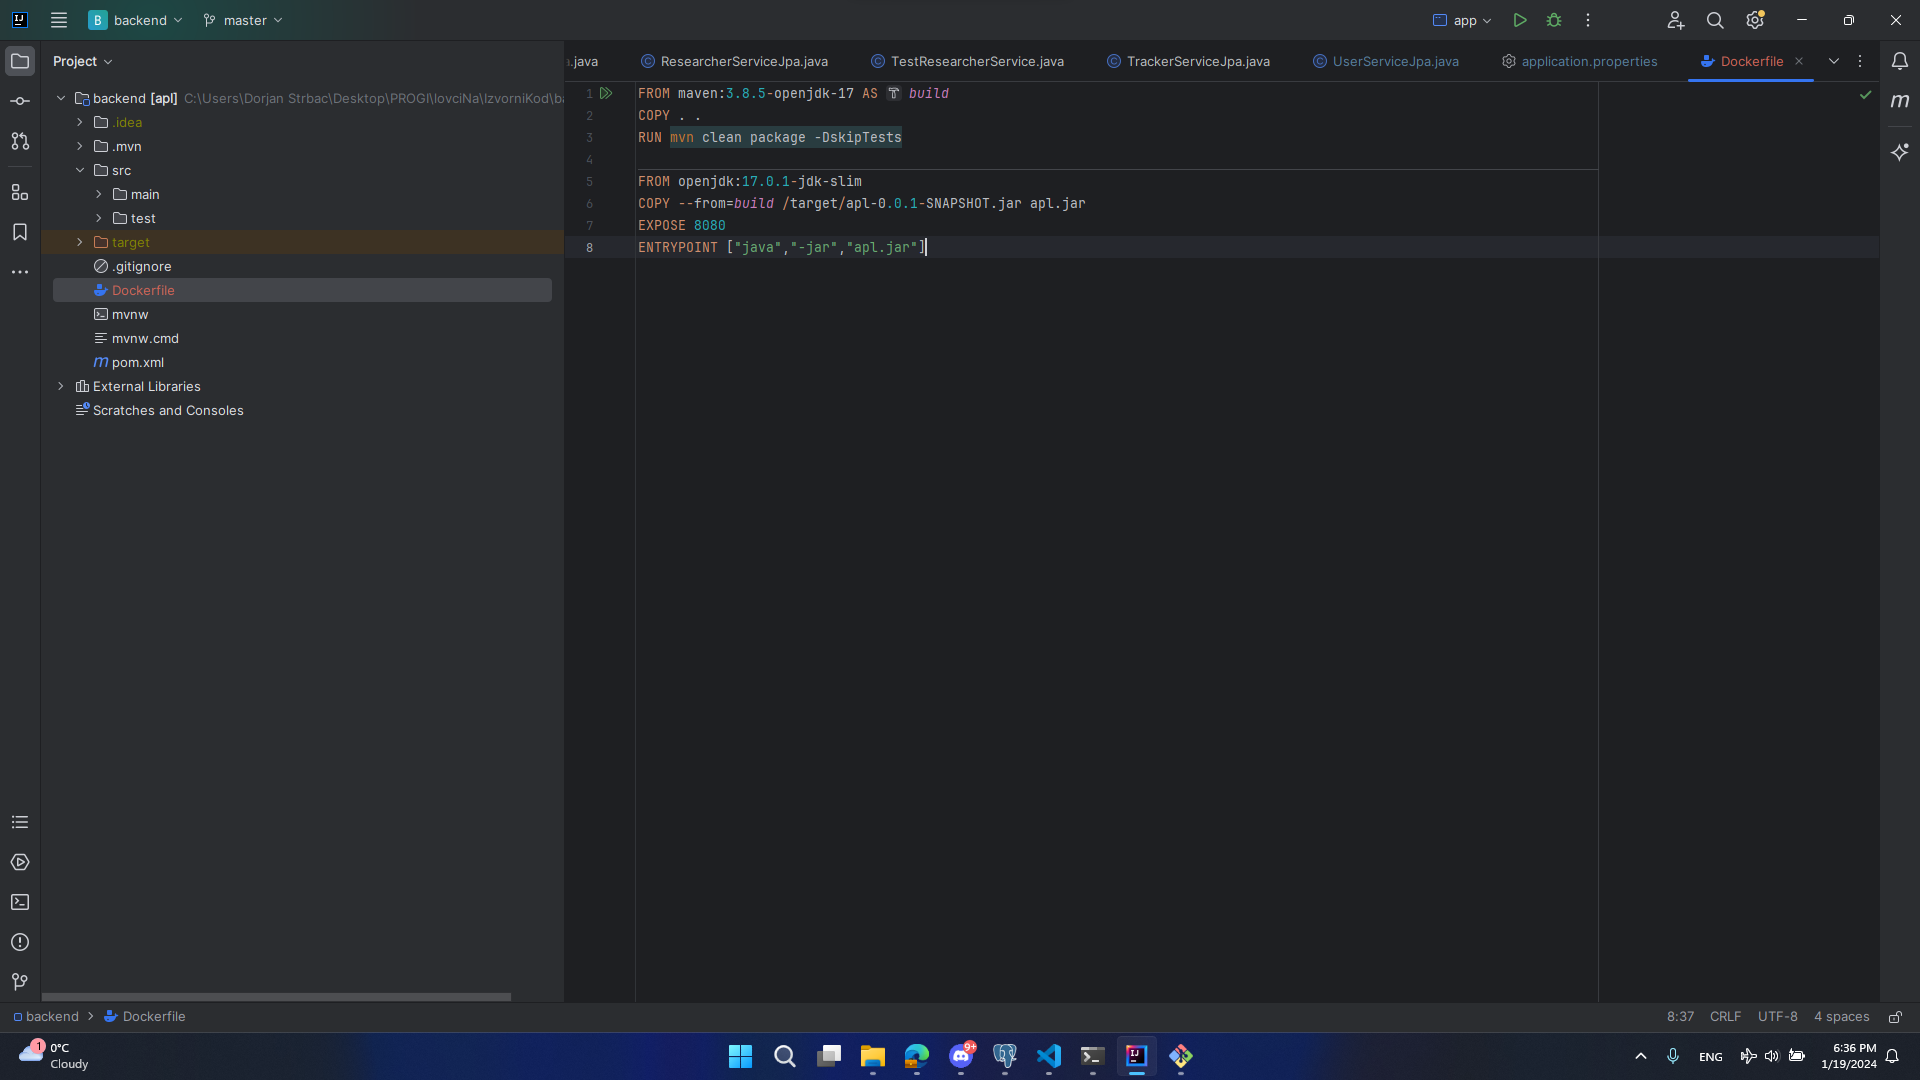 backend
master
app
Project
a.java
ResearcherServiceJpa.java
TestResearcherService.java
TrackerServiceJpa.java
UserServiceJpa.java
application.properties
Dockerfile
backend [apl] C:\Users\Dorjan Strbac\Desktop\PROGI\lovciNa\IzvorniKod\ba
.idea
.mvn
src
main
test
target
.gitignore
Dockerfile
mvnw
mvnw.cmd
m pom.xml
External Libraries
Scratches and Consoles
1 FROM maven:3.8.5-openjdk-17 AS build
2 COPY . .
3 RUN mvn clean package -DskipTests
4
5 FROM openjdk:17.0.1-jdk-slim
6 COPY --from=build /target/apl-0.0.1-SNAPSHOT.jar apl.jar
7 EXPOSE 8080
8 ENTRYPOINT ["java","-jar","apl.jar"]
backend > Dockerfile
8:37 CRLF UTF-8 4 spaces
1
0°C
Cloudy
9+
ENG
6:36 PM
1/19/2024